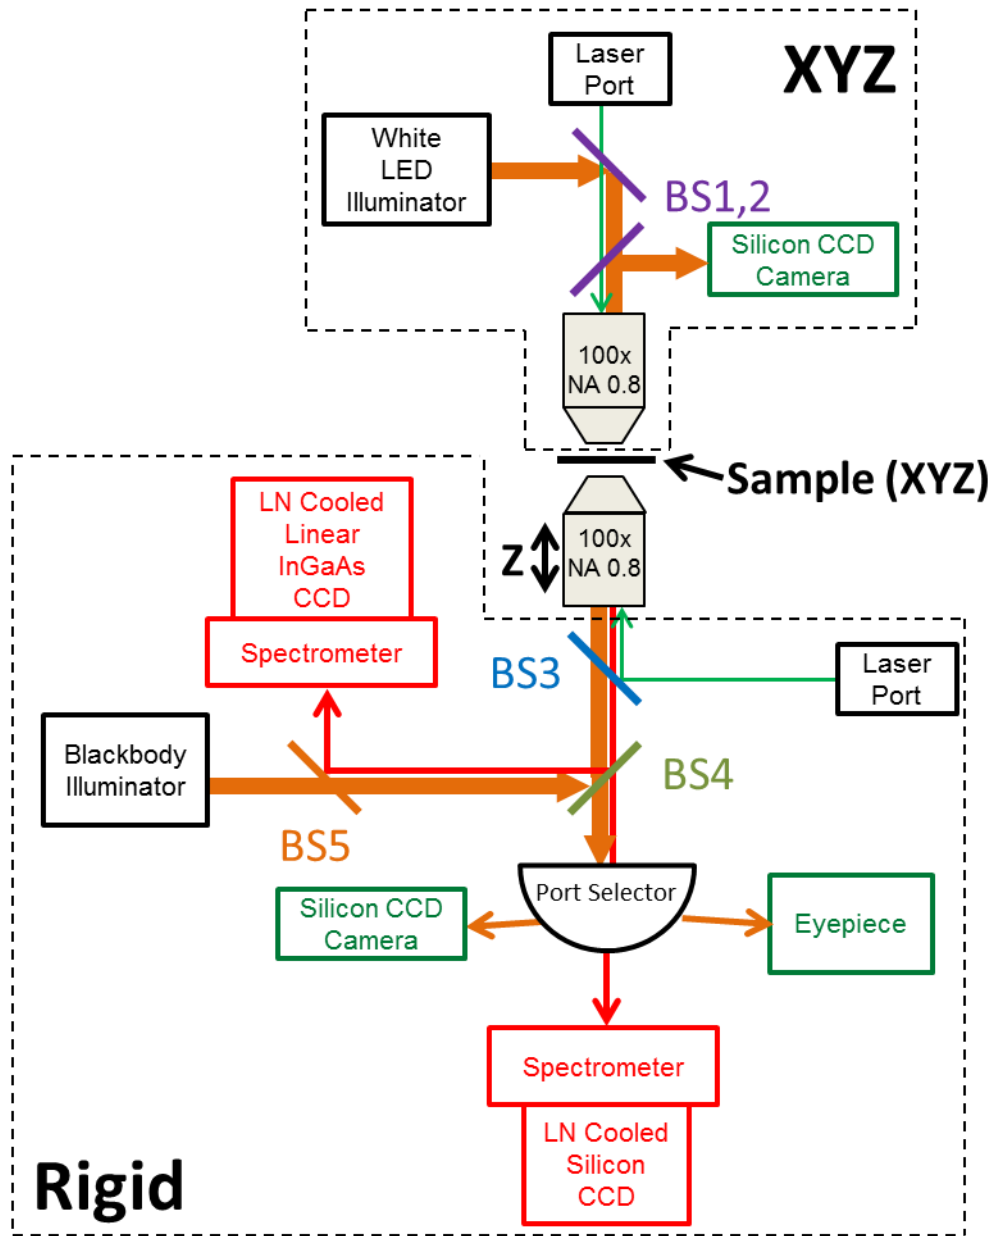 Laser
Port
XYZ
White
LED
Illuminator
BS1,2
Silicon CCD
Camera
100x
NA 0.8
Sample (XYZ)
LN Cooled
Linear
InGaAs
CCD
Z
100x
NA 0.8
Spectrometer
BS3
Laser
Port
Blackbody
Illuminator
BS4
BS5
Port Selector
Silicon CCD
Camera
Eyepiece
Spectrometer
LN Cooled
Silicon
CCD
Rigid